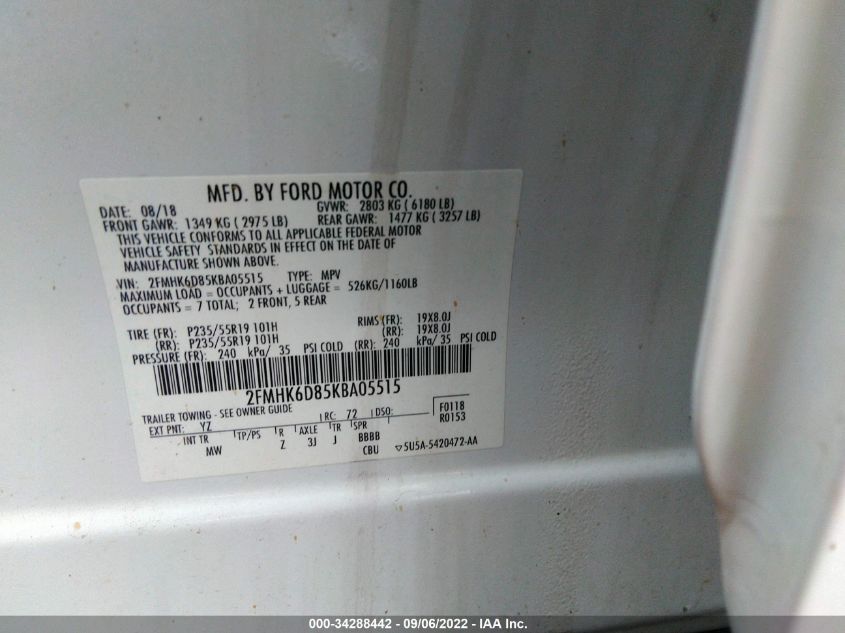 MFD. BY FORD MOTOR CO.
DATE: 08/18 GVWR: 2803 KG ( 6180 LB)
FRONT GAWR: 1349 KG ( 2975 LB) REAR GAWR: 1477 KG ( 3257 LB)
THIS VEHICLE CONFORMS TO ALL APPLICABLE FEDERAL MOTOR
VEHICLE SAFETY STANDARDS IN EFFECT ON THE DATE OF
MANUFACTURE SHOWN ABOVE.
VIN: 2FMHK6D85KBA05515 TYPE: MPV
MAXIMUM LOAD = OCCUPANTS + LUGGAGE = 526KG/1160LB
OCCUPANTS = 7 TOTAL; 2 FRONT, 5 REAR
TIRE (FR): P235/55R19 101H RIMS (FR): 19X8.0J
(RR): P235/55R19 101H (RR): 19X8.0J
PRESSURE (FR): 240 kPa/ 35 PSI COLD (RR): 240 kPa/ 35 PSI COLD
2FMHK6D85KBA05515
TRAILER TOWING - SEE OWNER GUIDE
EXT PNT: YZ RC: 72 DSO: F0118
R0153
INT TR TP/PS R AXLE TR SPR
MW Z 3J J BBBB
CBU ▽5U5A-5420472-AA
000-34288442 - 09/06/2022 - IAA Inc.